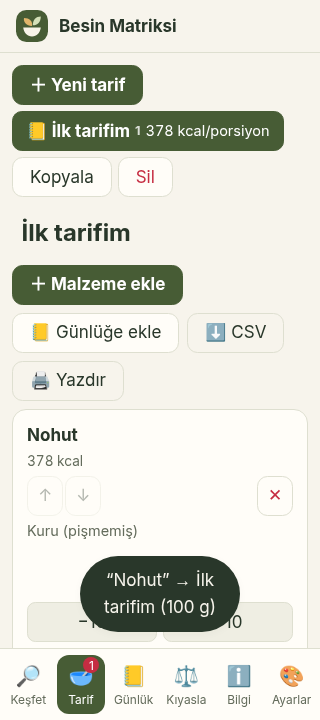 Besin Matriksi
+ Yeni tarif
İlk tarifim 1 378 kcal/porsiyon
Kopyala Sil
İlk tarifim
+ Malzeme ekle
Günlüğe ekle CSV
Yazdır
Nohut
378 kcal
↑ ↓ ✕
Kuru (pişmemiş)
“Nohut” → İlk
tarifim (100 g)
1
Keşfet Tarif Günlük Kıyasla Bilgi Ayarlar